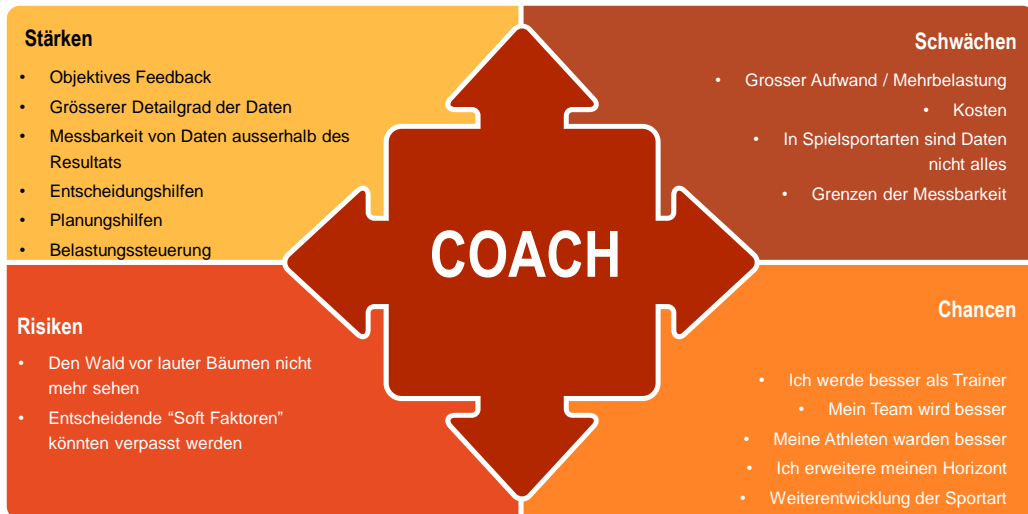 Stärken
• Objektives Feedback
• Grösserer Detailgrad der Daten
• Messbarkeit von Daten ausserhalb des
Resultats
• Entscheidungshilfen
• Planungshilfen
• Belastungssteuerung
Schwächen
• Grosser Aufwand / Mehrbelastung
• Kosten
• In Spielsportarten sind Daten
nicht alles
• Grenzen der Messbarkeit
COACH
Risiken
• Den Wald vor lauter Bäumen nicht
mehr sehen
• Entscheidende “Soft Faktoren”
könnten verpasst werden
Chancen
• Ich werde besser als Trainer
• Mein Team wird besser
• Meine Athleten warden besser
• Ich erweitere meinen Horizont
• Weiterentwicklung der Sportart